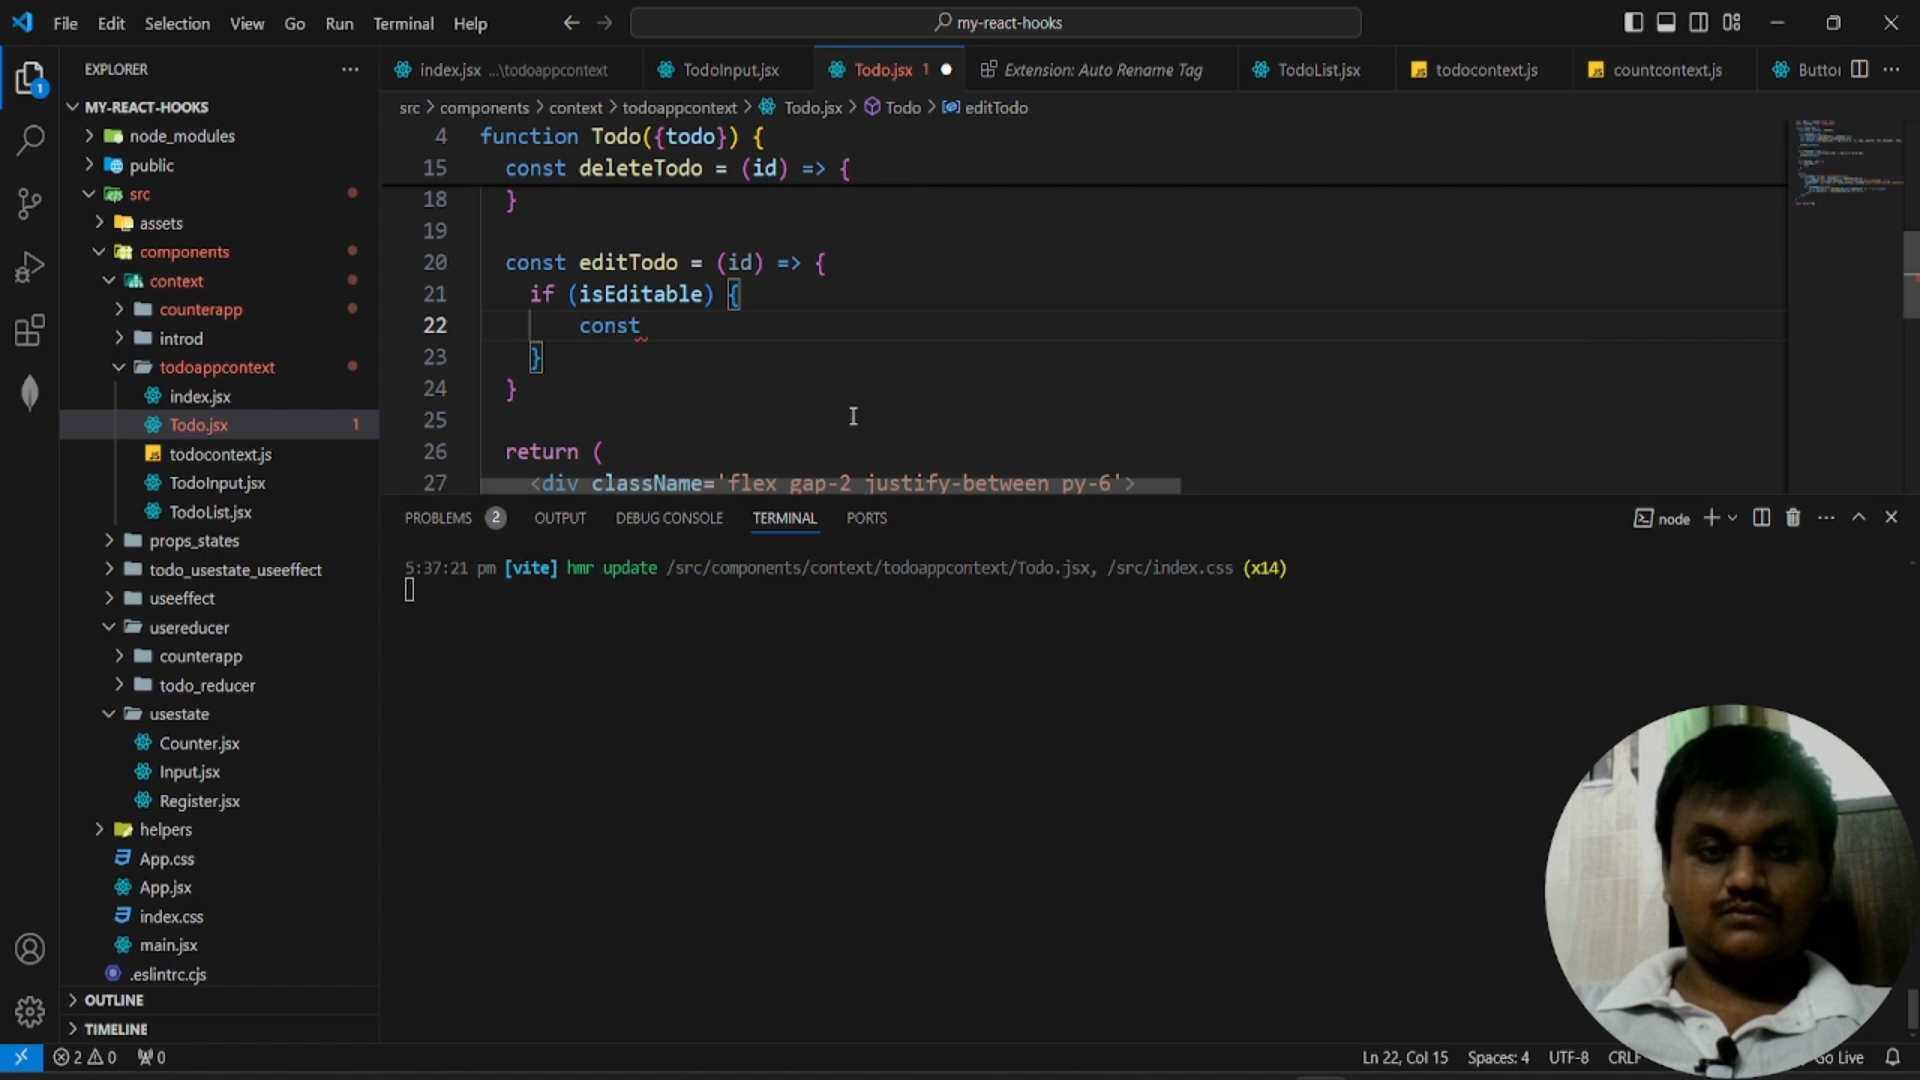 File Edit Selection View Go Run Terminal Help
my-react-hooks
EXPLORER
MY-REACT-HOOKS
node_modules
public
src
assets
components
context
counterapp
introd
todoappcontext
index.jsx
Todo.jsx 1
todocontext.js
TodoInput.jsx
TodoList.jsx
props_states
todo_usestate_useeffect
useeffect
usereducer
counterapp
todo_reducer
usestate
Counter.jsx
Input.jsx
Register.jsx
helpers
App.css
App.jsx
index.css
main.jsx
.eslintrc.cjs
OUTLINE
TIMELINE
1
index.jsx ...\todoappcontext TodoInput.jsx Todo.jsx 1 Extension: Auto Rename Tag TodoList.jsx todocontext.js countcontext.js
src > components > context > todoappcontext > Todo.jsx > Todo > editTodo
4 function Todo({todo}) {
15 const deleteTodo = (id) => {
18 }
19
20 const editTodo = (id) => {
21 if (isEditable) {
22 const
23 }
24 }
25
26 return (
27 <div className='flex gap-2 justify-between py-6'>
PROBLEMS 2 OUTPUT DEBUG CONSOLE TERMINAL PORTS node
5:37:21 pm [vite] hmr update /src/components/context/todoappcontext/Todo.jsx, /src/index.css (x14)
2 0 0 Ln 22, Col 15 Spaces: 4 UTF-8 Go Live